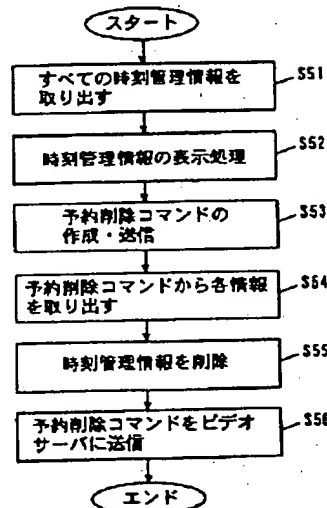 スタート
すべての時刻管理情報を
取り出す
S51
時刻管理情報の表示処理
S52
予約削除コマンドの
作成・送信
S53
予約削除コマンドから各情報
を取り出す
S54
時刻管理情報を削除
S55
予約削除コマンドをビデオ
サーバに送信
S56
エンド